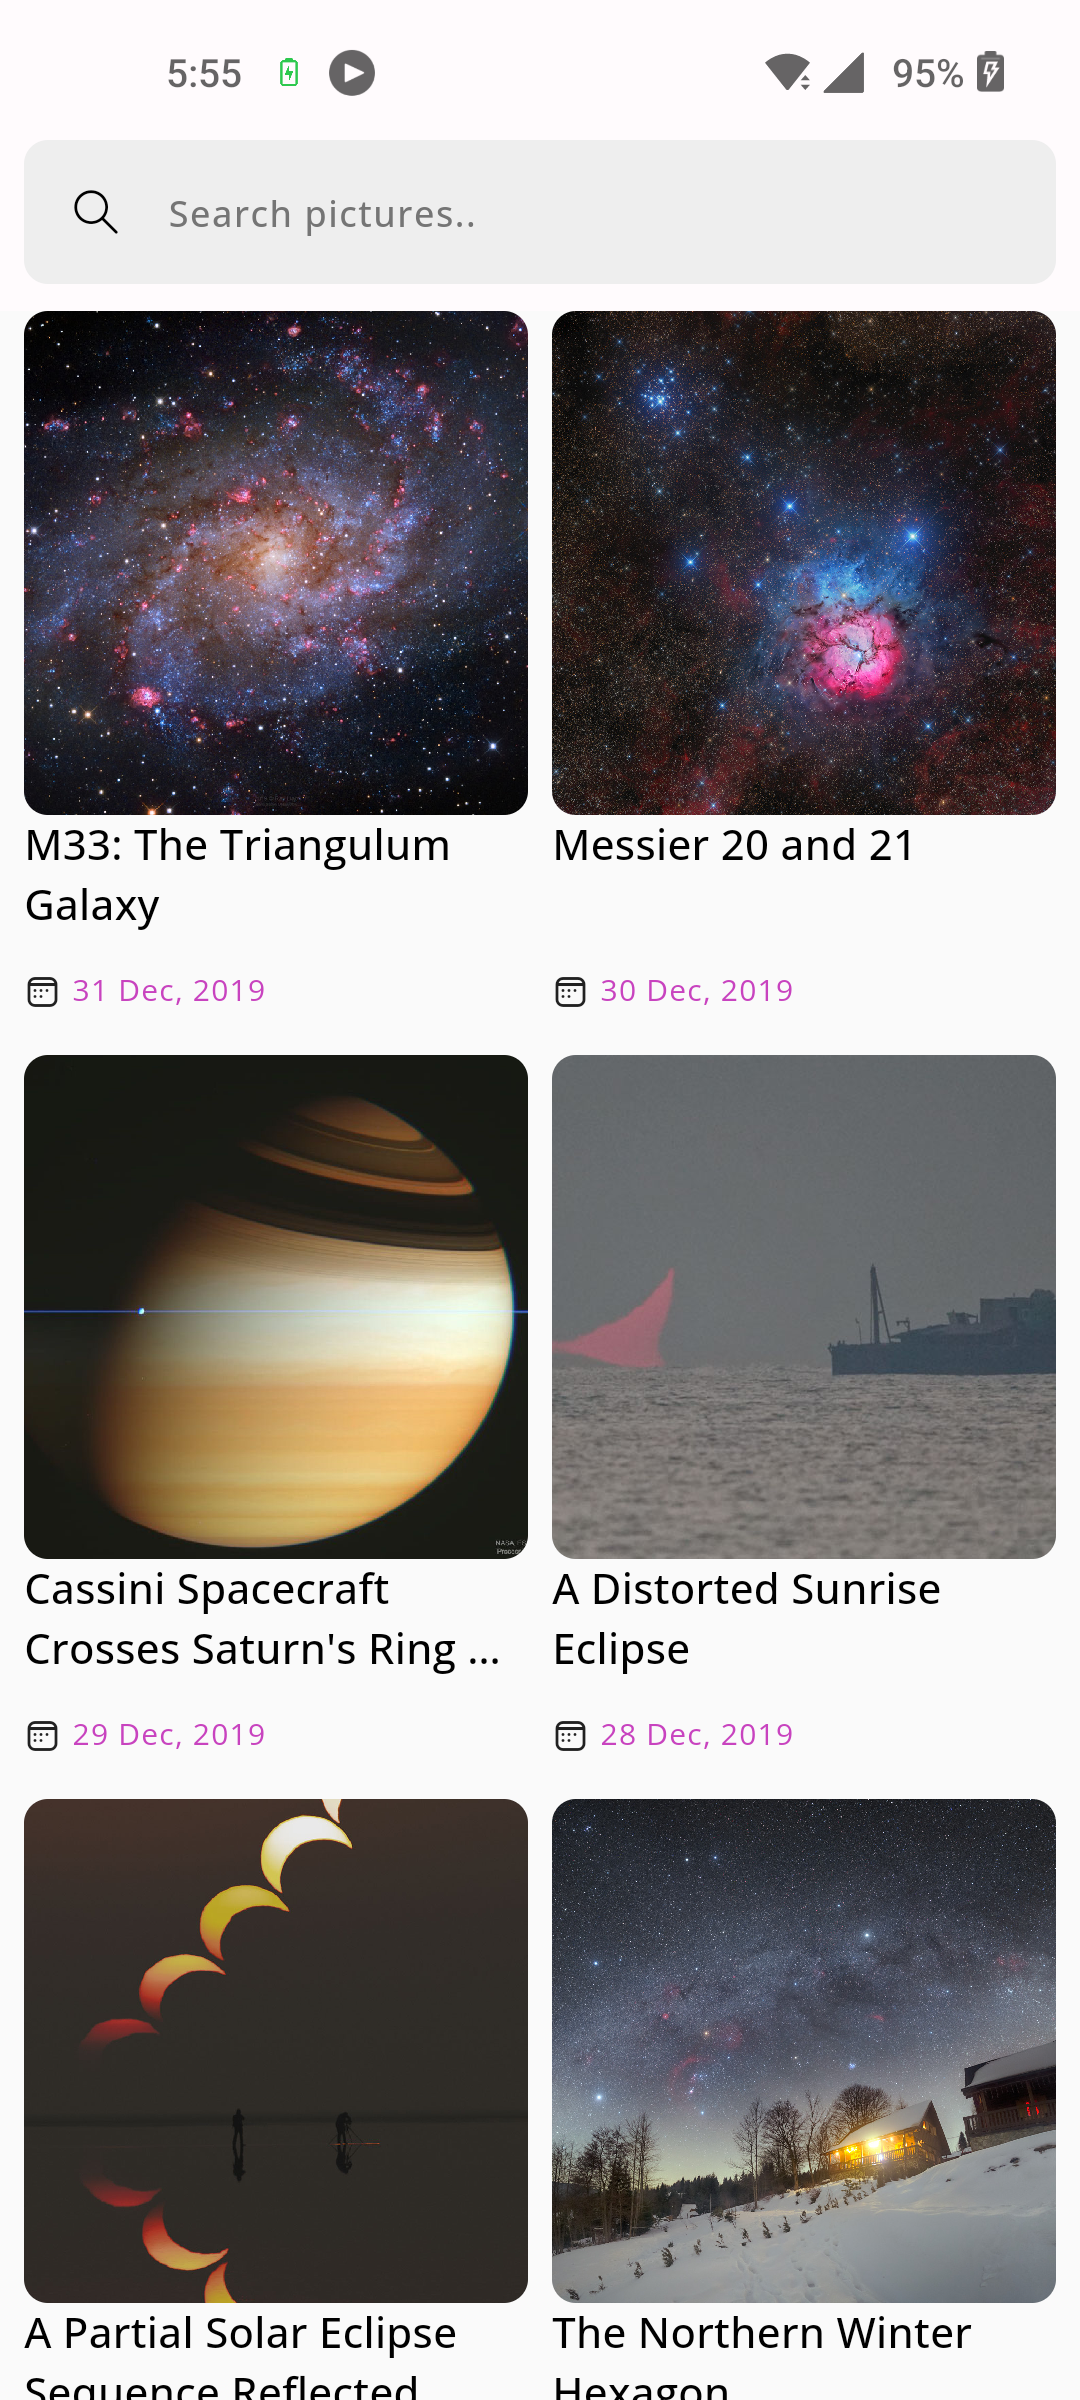 5:55
95%
Search pictures..
M33: The Triangulum
Galaxy
31 Dec, 2019
Messier 20 and 21
30 Dec, 2019
Cassini Spacecraft
Crosses Saturn's Ring ...
29 Dec, 2019
A Distorted Sunrise
Eclipse
28 Dec, 2019
A Partial Solar Eclipse
Sequence Reflected
The Northern Winter
Hexagon